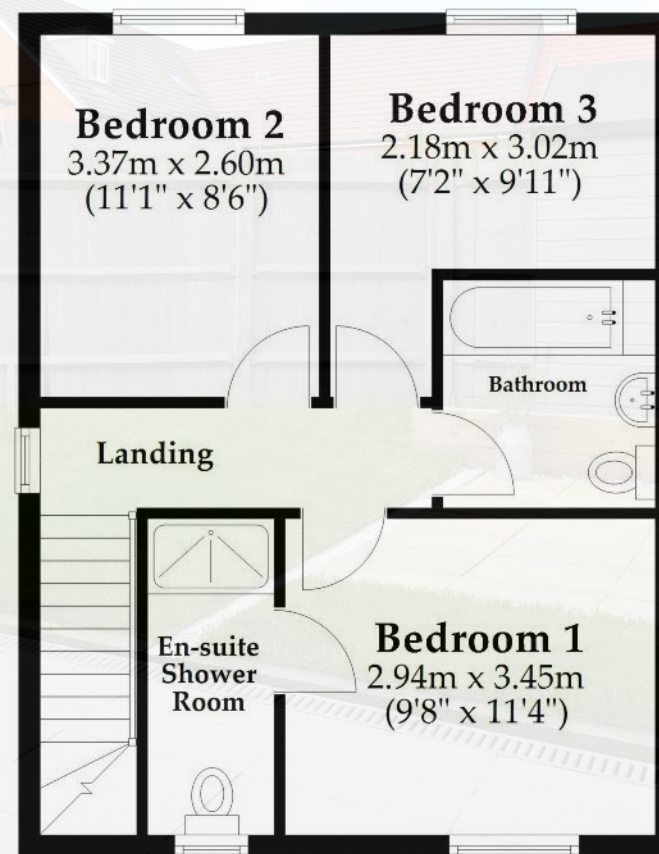 Bedroom 2
3.37m x 2.60m
(11'1" x 8'6")
Bedroom 3
2.18m x 3.02m
(7'2" x 9'11")
Bathroom
Landing
En-suite
Shower
Room
Bedroom 1
2.94m x 3.45m
(9'8" x 11'4")